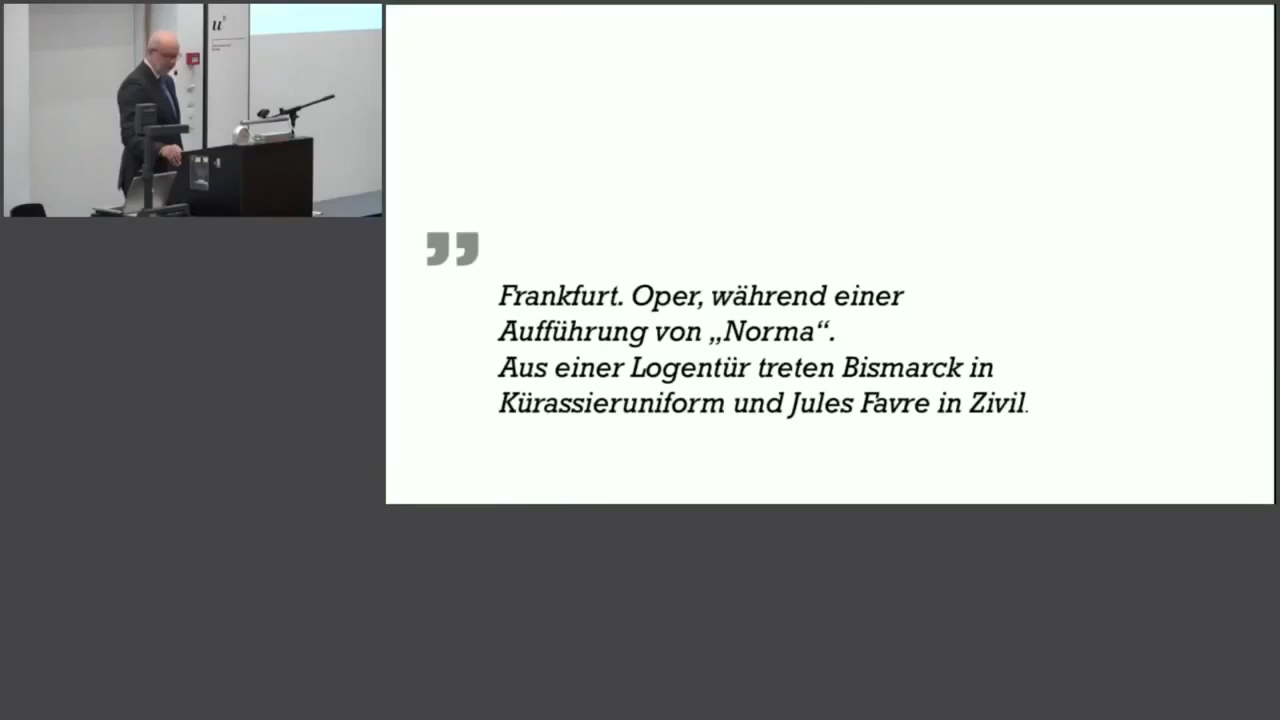 u
”
Frankfurt. Oper, während einer
Aufführung von „Norma“.
Aus einer Logentür treten Bismarck in
Kürassieruniform und Jules Favre in Zivil.